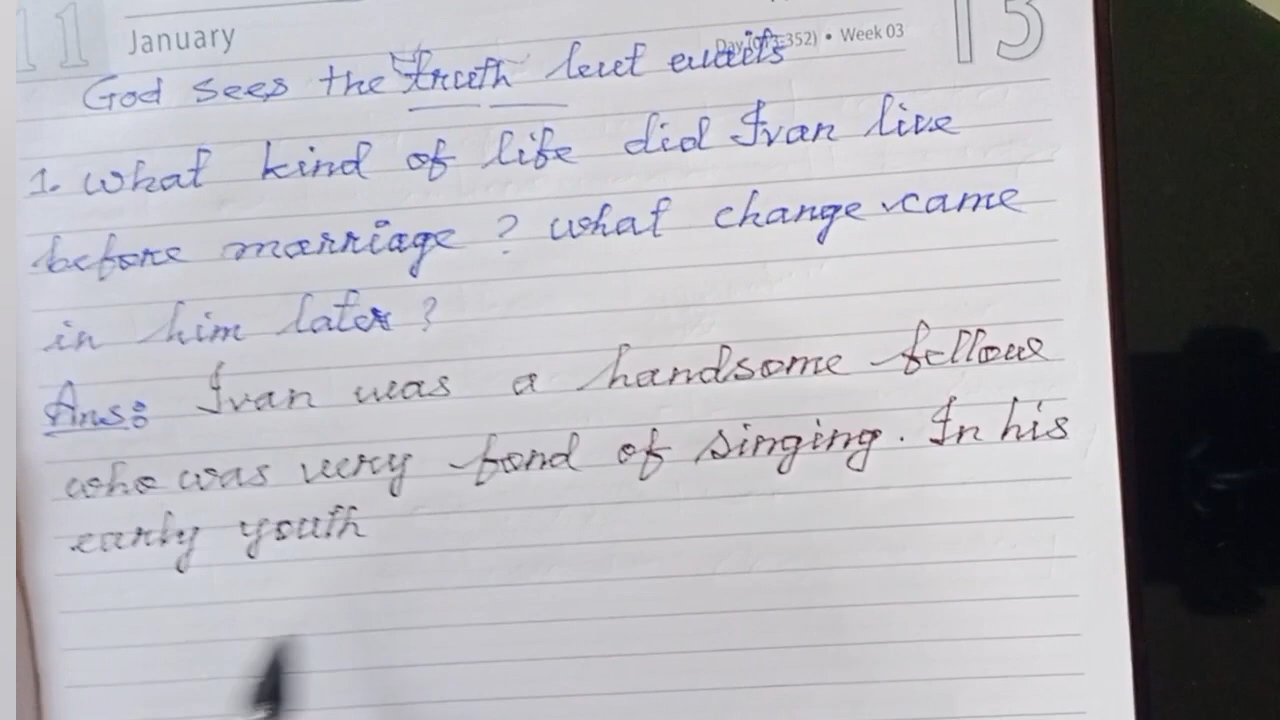 11 January Day (013-352) • Week 03 13
God sees the truth but waits
1. What kind of life did Ivan live
before marriage ? What change came
in him later ?
Ans: Ivan was a handsome fellow
who was very fond of singing. In his
early youth